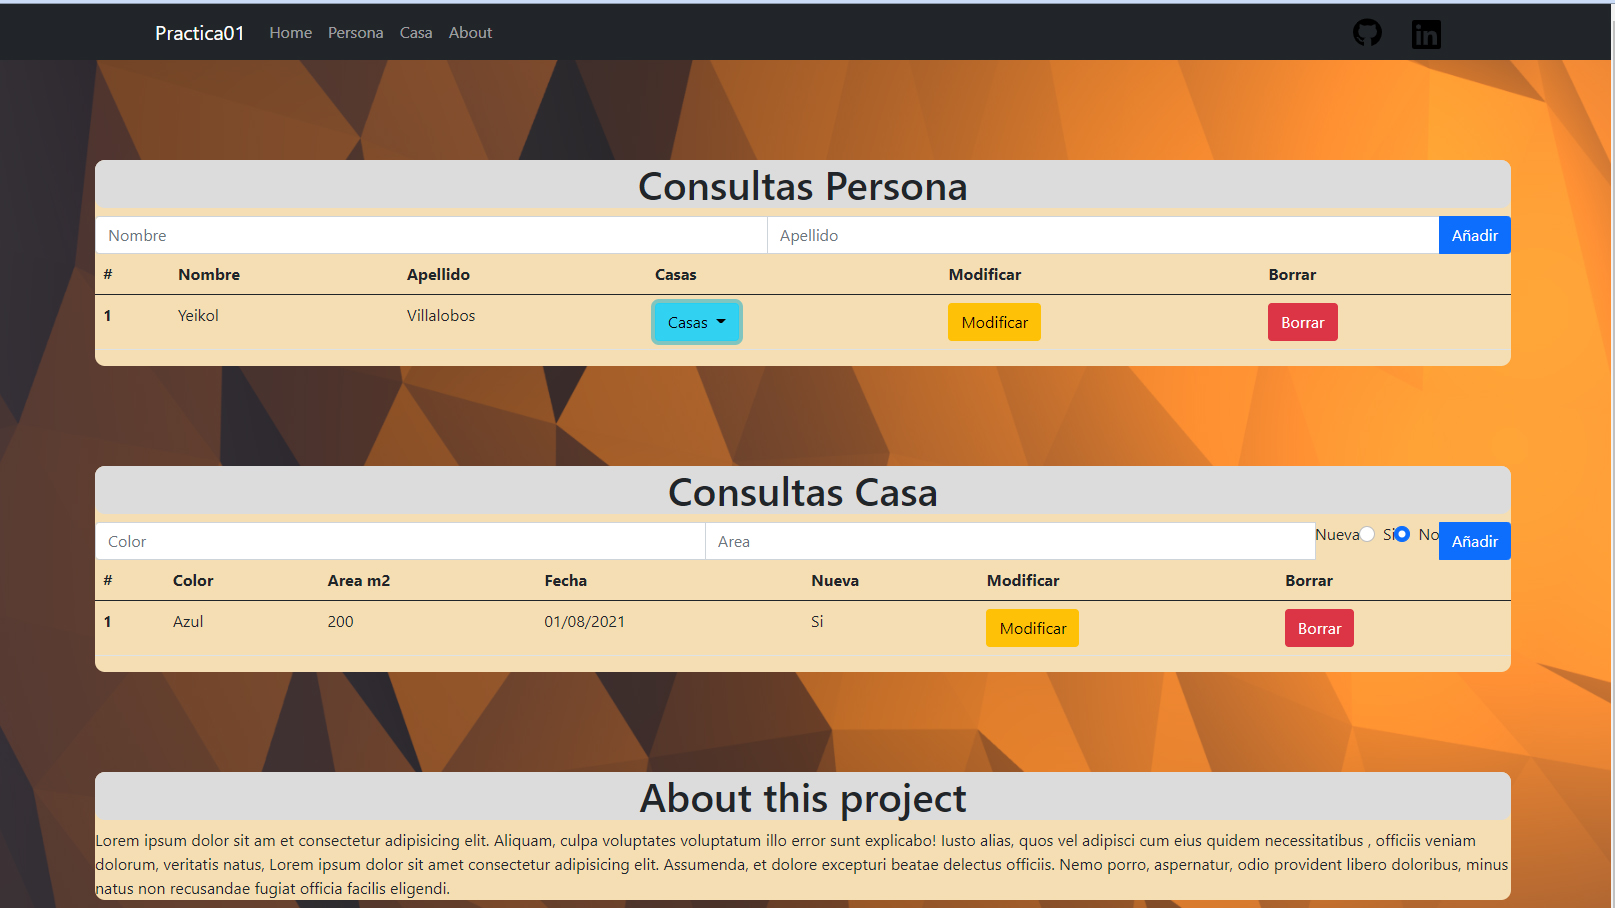 Practica01 Home Persona Casa About
Consultas Persona
Nombre Apellido Añadir
# Nombre Apellido Casas Modificar Borrar
1 Yeikol Villalobos Casas Modificar Borrar
Consultas Casa
Color Area Nueva Si No Añadir
# Color Area m2 Fecha Nueva Modificar Borrar
1 Azul 200 01/08/2021 Si Modificar Borrar
About this project
Lorem ipsum dolor sit am et consectetur adipisicing elit. Aliquam, culpa voluptates voluptatum illo error sunt explicabo! Iusto alias, quos vel adipisci cum eius quidem necessitatibus , officiis veniam
dolorum, veritatis natus, Lorem ipsum dolor sit amet consectetur adipisicing elit. Assumenda, et dolore excepturi beatae delectus officiis. Nemo porro, aspernatur, odio provident libero doloribus, minus
natus non recusandae fugiat officia facilis eligendi.